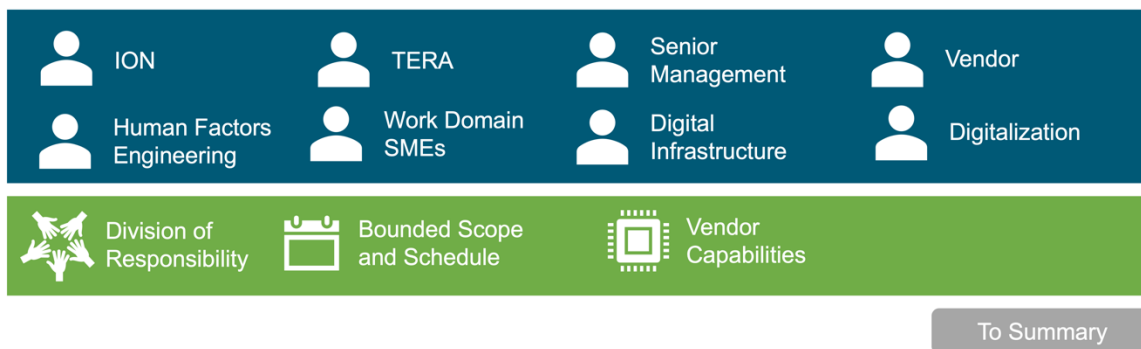 ION
TERA
Senior
Management
Vendor
Human Factors
Engineering
Work Domain
SMEs
Digital
Infrastructure
Digitalization
Division of
Responsibility
Bounded Scope
and Schedule
Vendor
Capabilities
To Summary